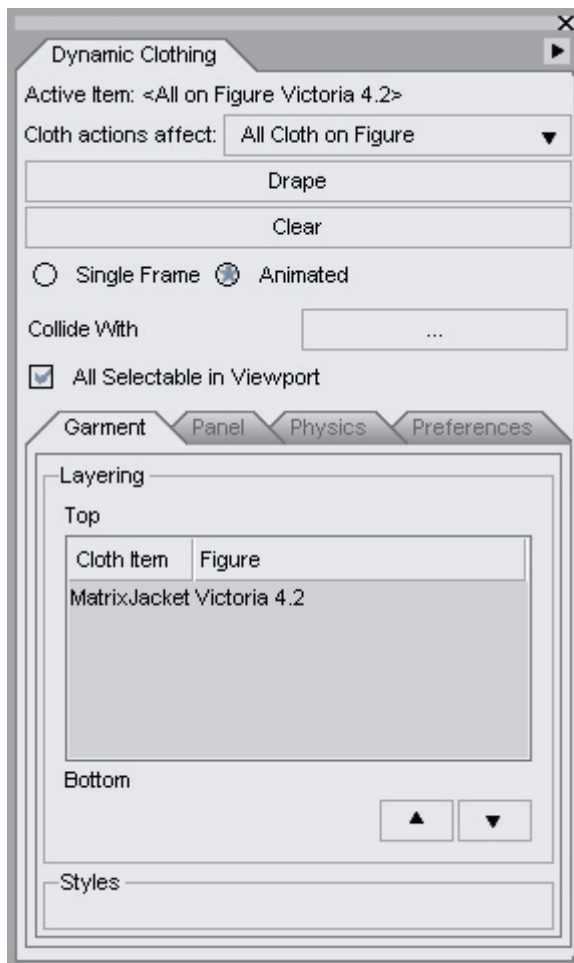 Dynamic Clothing
Active Item: <All on Figure Victoria 4.2>
Cloth actions affect: All Cloth on Figure
Drape
Clear
Single Frame Animated
Collide With ...
All Selectable in Viewport
Garment Panel Physics Preferences
Layering
Top
Cloth Item Figure
MatrixJacket Victoria 4.2
Bottom
Styles